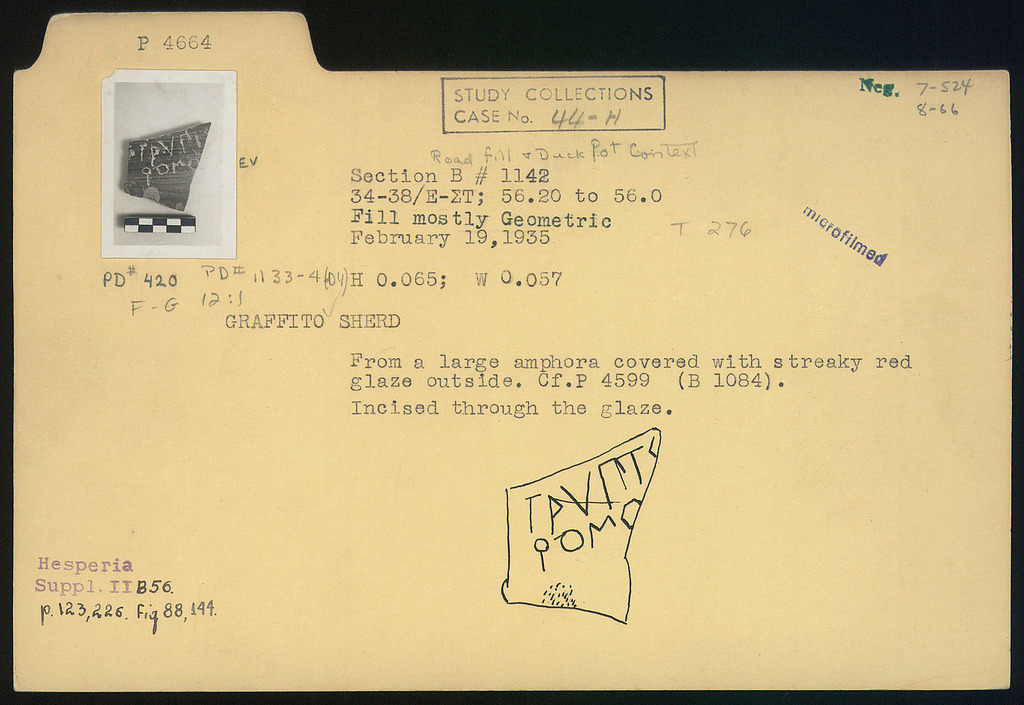 P 4664
STUDY COLLECTIONS
CASE No. 44-H
Neg. 7-524
8-66
EV
Road fill & Duck Pot Context
Section B # 1142
34-38/Ε-ΣΤ; 56.20 to 56.0
Fill mostly Geometric
February 19,1935
T 276
microfilmed
PD# 420
F-G
PD# 1133-4(04)
12:1
H 0.065; W 0.057
GRAFFITO SHERD
From a large amphora covered with streaky red
glaze outside. Cf.P 4599 (B 1084).
Incised through the glaze.
ϘΟΜΟ
Hesperia
Suppl. II B56.
p. 123, 226. Fig 88, 144.